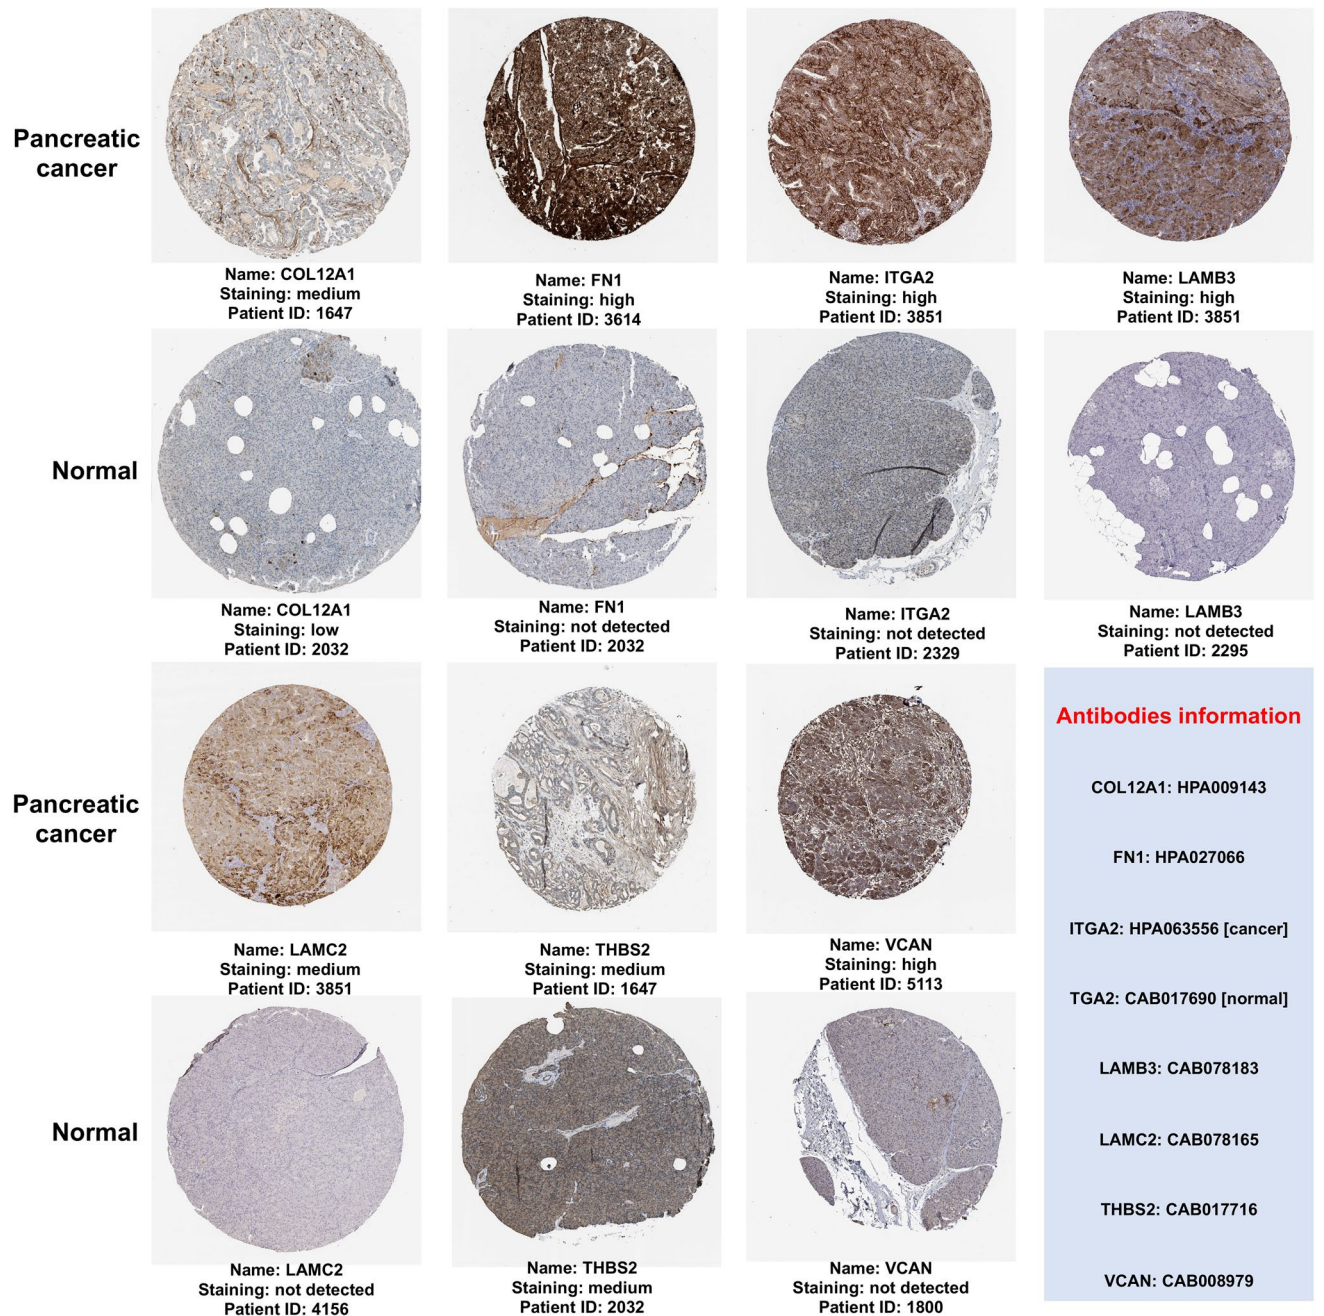 Pancreatic
cancer
Name: COL12A1
Staining: medium
Patient ID: 1647
Name: FN1
Staining: high
Patient ID: 3614
Name: ITGA2
Staining: high
Patient ID: 3851
Name: LAMB3
Staining: high
Patient ID: 3851
Normal
Name: COL12A1
Staining: low
Patient ID: 2032
Name: FN1
Staining: not detected
Patient ID: 2032
Name: ITGA2
Staining: not detected
Patient ID: 2329
Name: LAMB3
Staining: not detected
Patient ID: 2295
Pancreatic
cancer
Name: LAMC2
Staining: medium
Patient ID: 3851
Name: THBS2
Staining: medium
Patient ID: 1647
Name: VCAN
Staining: high
Patient ID: 5113
Normal
Name: LAMC2
Staining: not detected
Patient ID: 4156
Name: THBS2
Staining: medium
Patient ID: 2032
Name: VCAN
Staining: not detected
Patient ID: 1800
Antibodies information
COL12A1: HPA009143
FN1: HPA027066
ITGA2: HPA063556 [cancer]
TGA2: CAB017690 [normal]
LAMB3: CAB078183
LAMC2: CAB078165
THBS2: CAB017716
VCAN: CAB008979